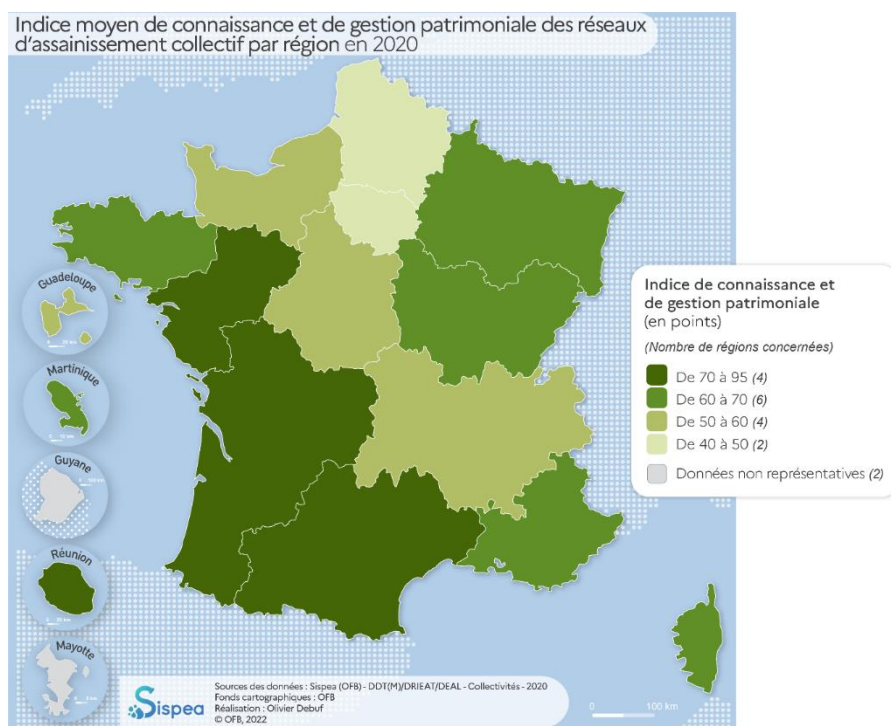 Indice moyen de connaissance et de gestion patrimoniale des réseaux
d'assainissement collectif par région en 2020
Guadeloupe
Martinique
Guyane
Réunion
Mayotte
Indice de connaissance et
de gestion patrimoniale
(en points)
(Nombre de régions concernées)
De 70 à 95 (4)
De 60 à 70 (6)
De 50 à 60 (4)
De 40 à 50 (2)
Données non représentatives (2)
Sispea
Sources des données : Sispea (OFB) - DDT(M)/DRIEAT/DEAL - Collectivités - 2020
Fonds cartographiques : OFB
Réalisation : Olivier Debuf
© OFB, 2022
0 100 km